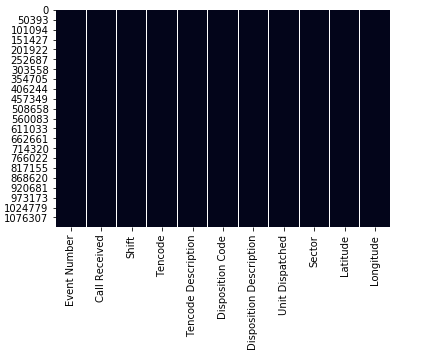 0
50393
101094
151427
201922
252687
303558
354705
406244
457349
508658
560083
611033
662661
714320
766022
817155
868620
920681
973173
1024779
1076307
Event Number
Call Received
Shift
Tencode
Tencode Description
Disposition Code
Disposition Description
Unit Dispatched
Sector
Latitude
Longitude